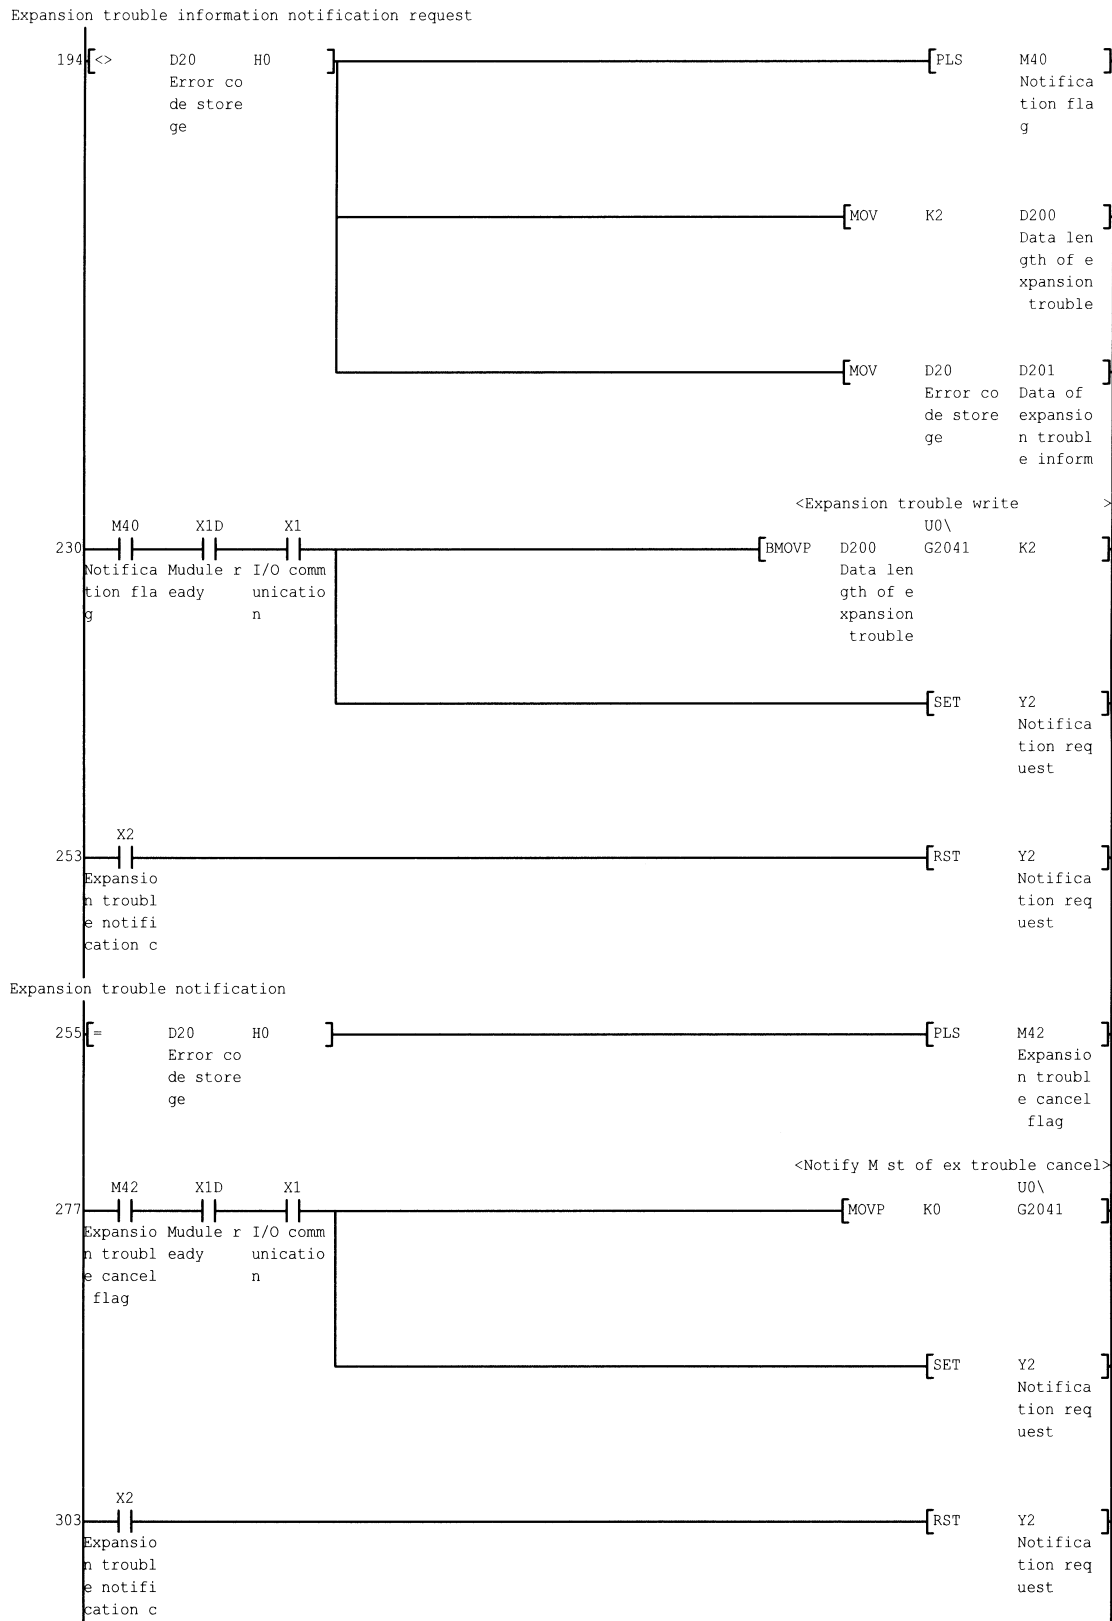 Expansion trouble information notification request
194 <> D20 H0 PLS M40
Error co Notifica
de store tion fla
ge g
MOV K2 D200
Data len
gth of e
xpansion
trouble
MOV D20 D201
Error co Data of
de store expansio
ge n troubl
e inform
<Expansion trouble write >
M40 X1D X1 U0\
230 BMOVP D200 G2041 K2
Notifica Mudule r I/O comm Data len
tion fla eady unicatio gth of e
g n xpansion
trouble
SET Y2
Notifica
tion req
uest
X2
253 RST Y2
Expansio Notifica
n troubl tion req
e notifi uest
cation c
Expansion trouble notification
255 = D20 H0 PLS M42
Error co Expansio
de store n troubl
ge e cancel
flag
<Notify M st of ex trouble cancel>
M42 X1D X1 U0\
277 MOVP K0 G2041
Expansio Mudule r I/O comm
n troubl eady unicatio
e cancel n
flag
SET Y2
Notifica
tion req
uest
X2
303 RST Y2
Expansio Notifica
n troubl tion req
e notifi uest
cation c